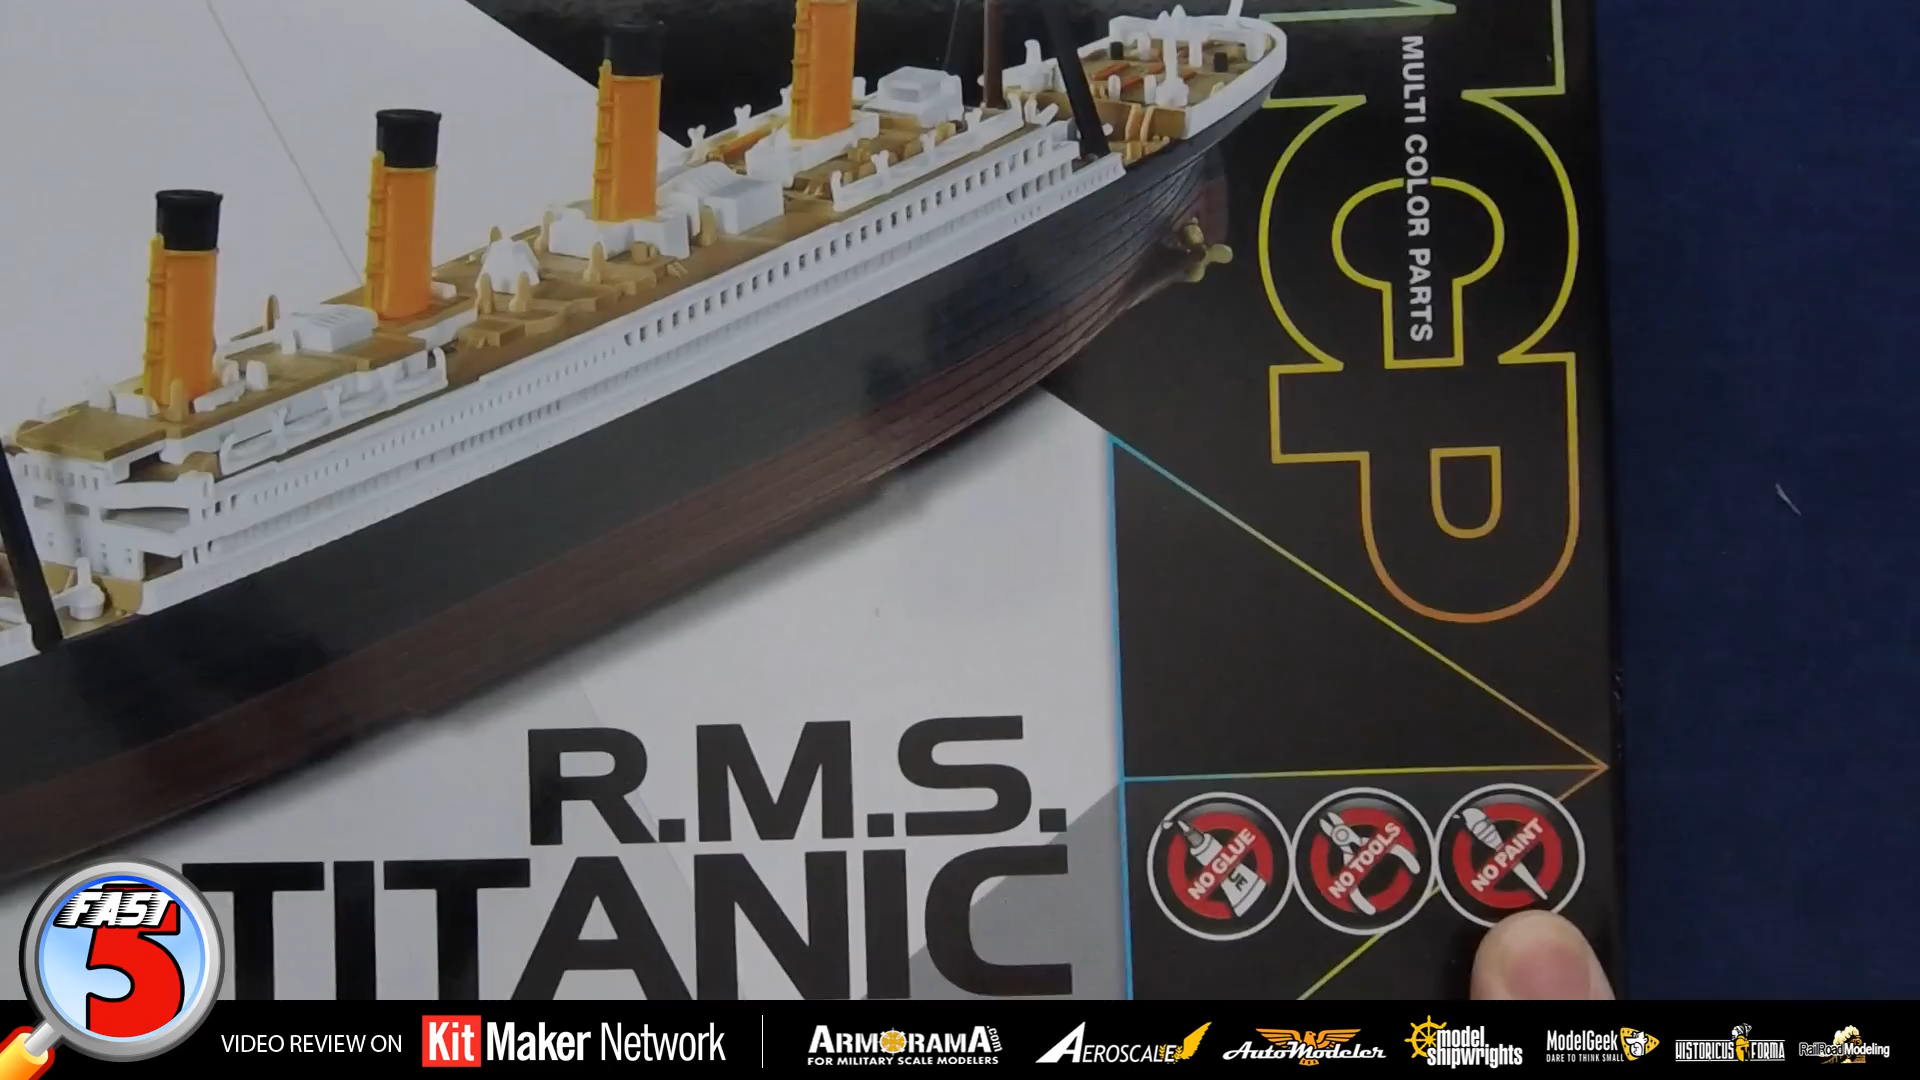 MULTI COLOR PARTS
MCP
R.M.S.
TITANIC
NO GLUE
NO TOOLS
NO PAINT
FAST
5
VIDEO REVIEW ON
Kit Maker Network
ARMORAMA.com
FOR MILITARY SCALE MODELERS
AEROSCALE
AutoModeler
model
shipwrights
ModelGeek
DARE TO THINK SMALL
HISTORICUS FORMA
RailRoad Modeling